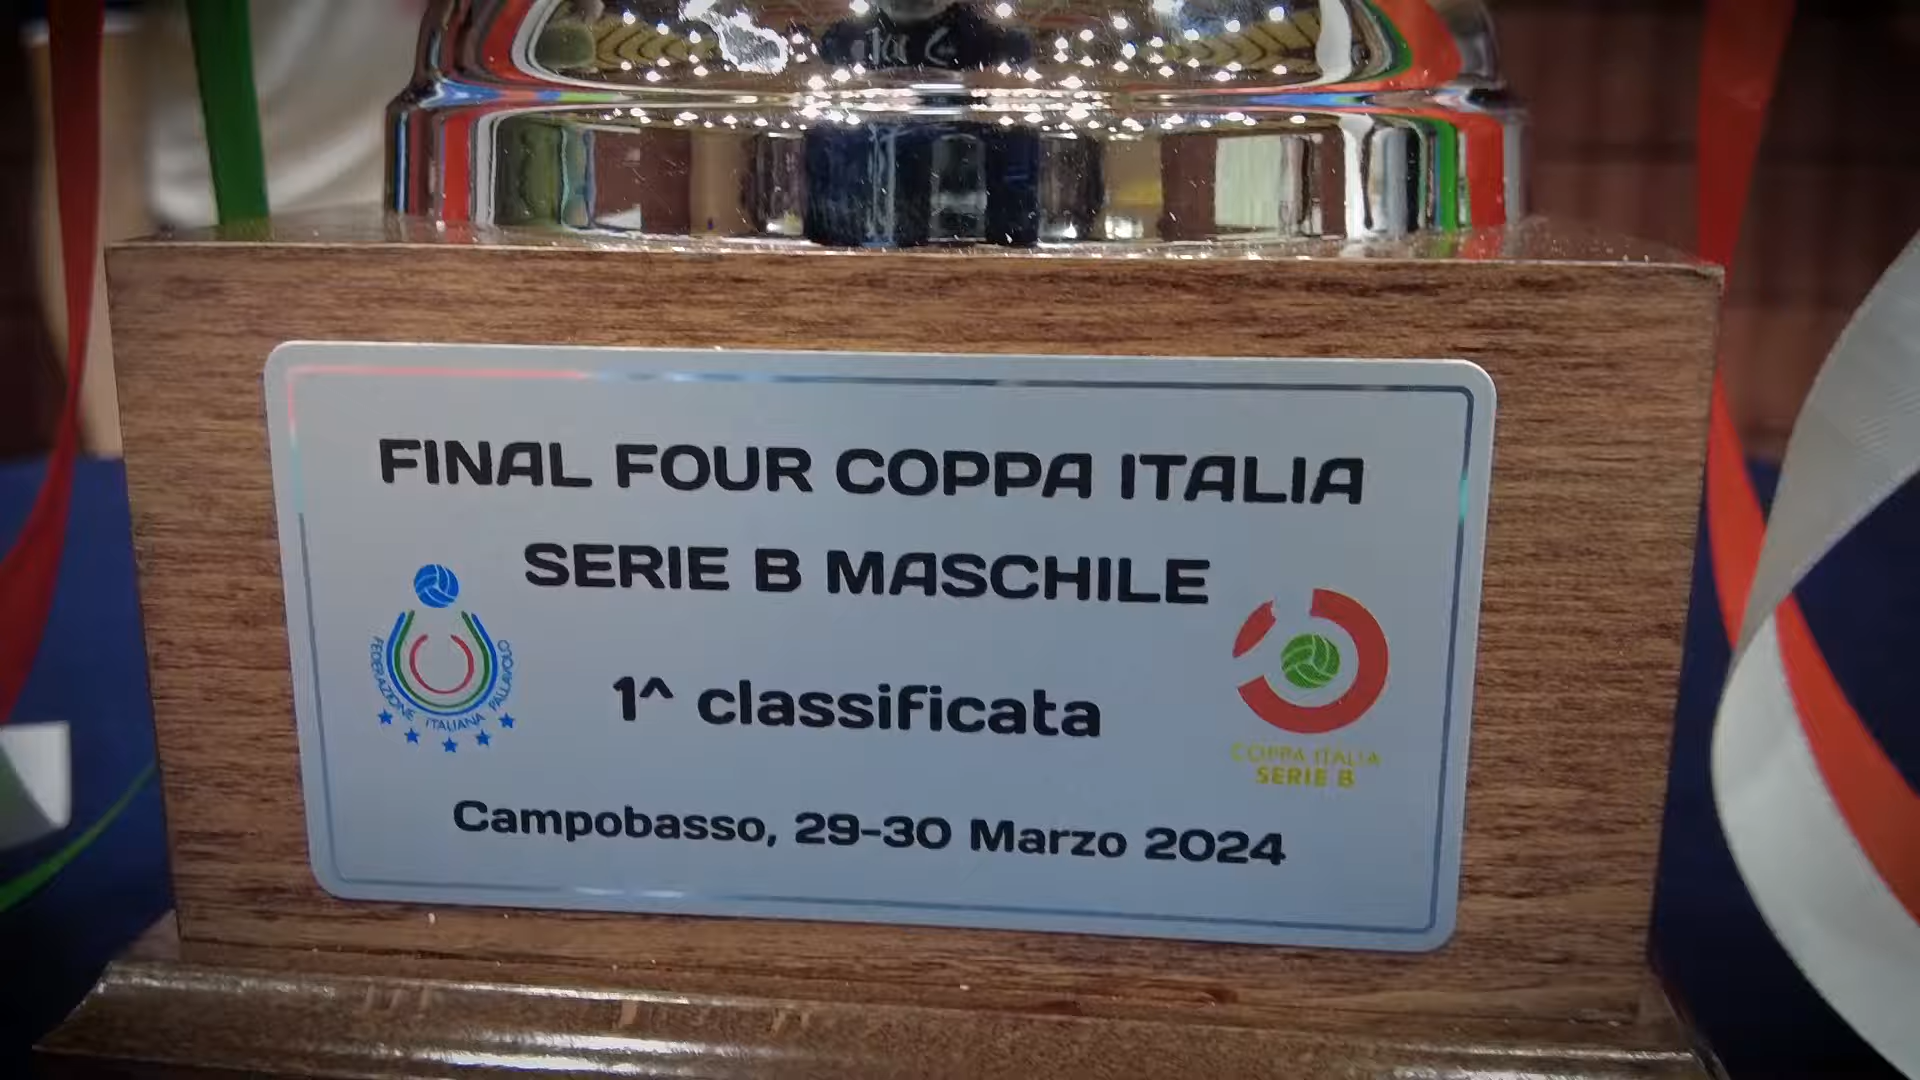 FINAL FOUR COPPA ITALIA
SERIE B MASCHILE
1^ classificata
FEDERAZIONE ITALIANA PALLAVOLO
COPPA ITALIA
SERIE B
Campobasso, 29-30 Marzo 2024